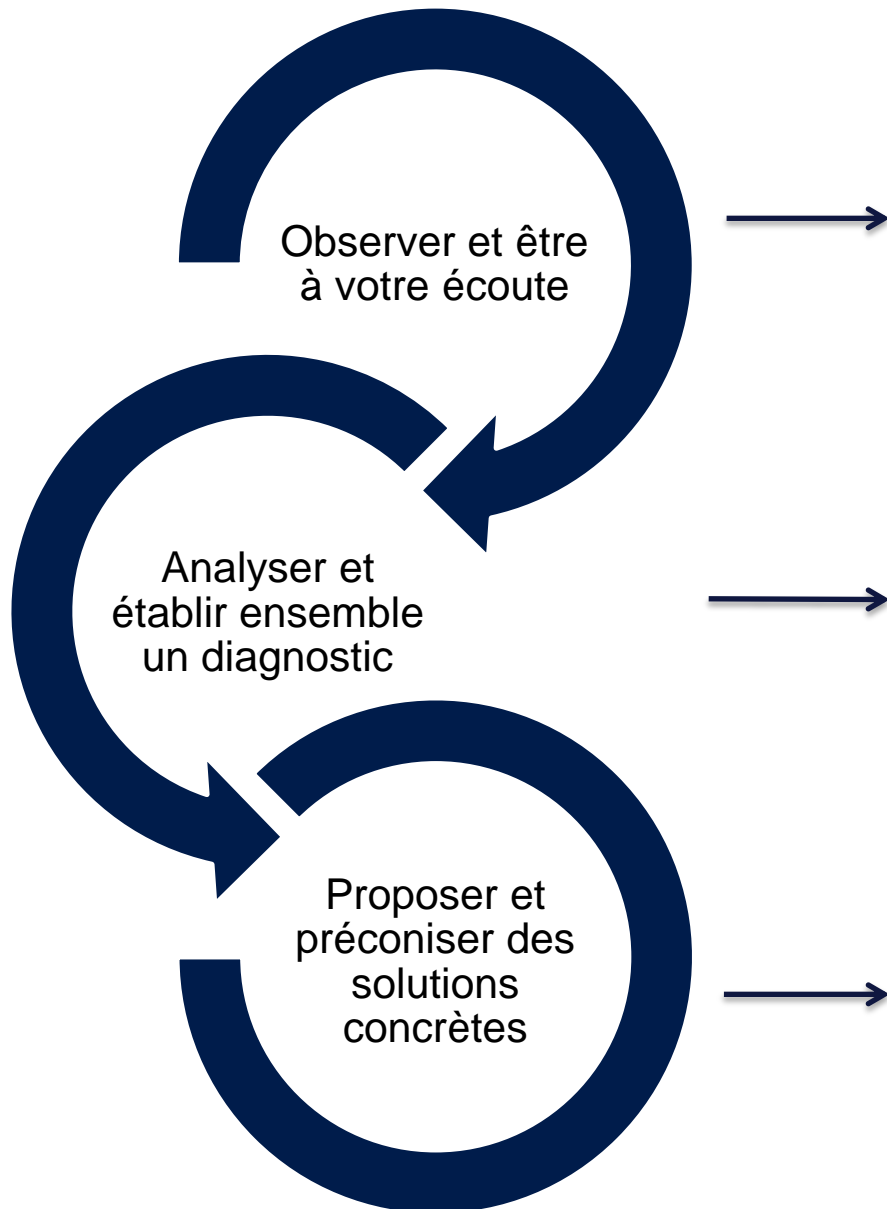 Observer et être
à votre écoute
Analyser et
établir ensemble
un diagnostic
Proposer et
préconiser des
solutions
concrètes